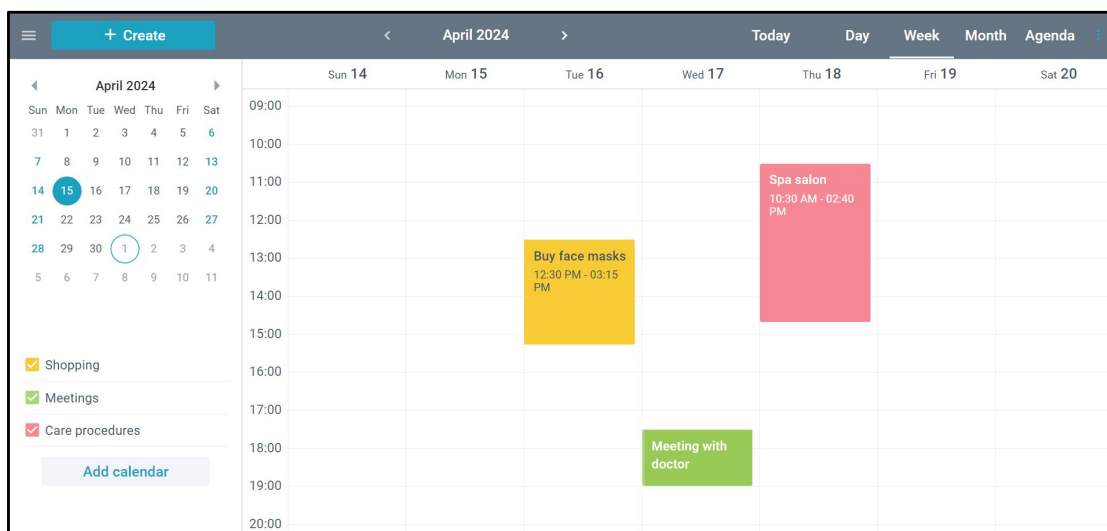 + Create
April 2024
Today Day Week Month Agenda
April 2024
Sun Mon Tue Wed Thu Fri Sat
31 1 2 3 4 5 6
7 8 9 10 11 12 13
14 15 16 17 18 19 20
21 22 23 24 25 26 27
28 29 30 1 2 3 4
5 6 7 8 9 10 11
Shopping
Meetings
Care procedures
Add calendar
Sun 14 Mon 15 Tue 16 Wed 17 Thu 18 Fri 19 Sat 20
09:00
10:00
11:00
12:00
13:00
14:00
15:00
16:00
17:00
18:00
19:00
20:00
Buy face masks
12:30 PM - 03:15
PM
Meeting with
doctor
Spa salon
10:30 AM - 02:40
PM